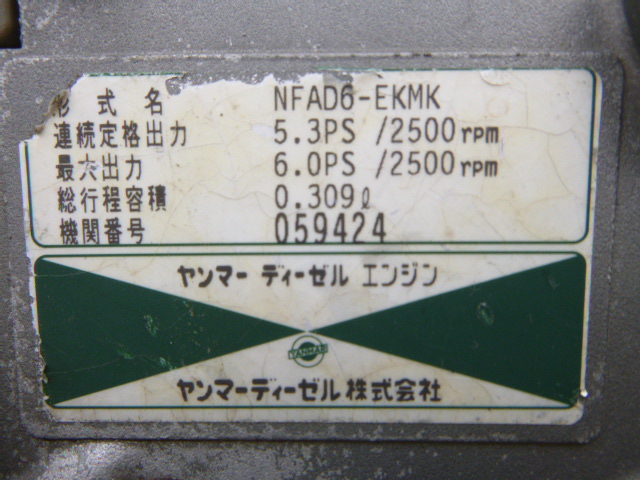 形式名 NFAD6-EKMK
連続定格出力 5.3PS /2500rpm
最大出力 6.0PS /2500rpm
総行程容積 0.309ℓ
機関番号 059424
ヤンマー ディーゼル エンジン
YANMAR
ヤンマーディーゼル株式会社